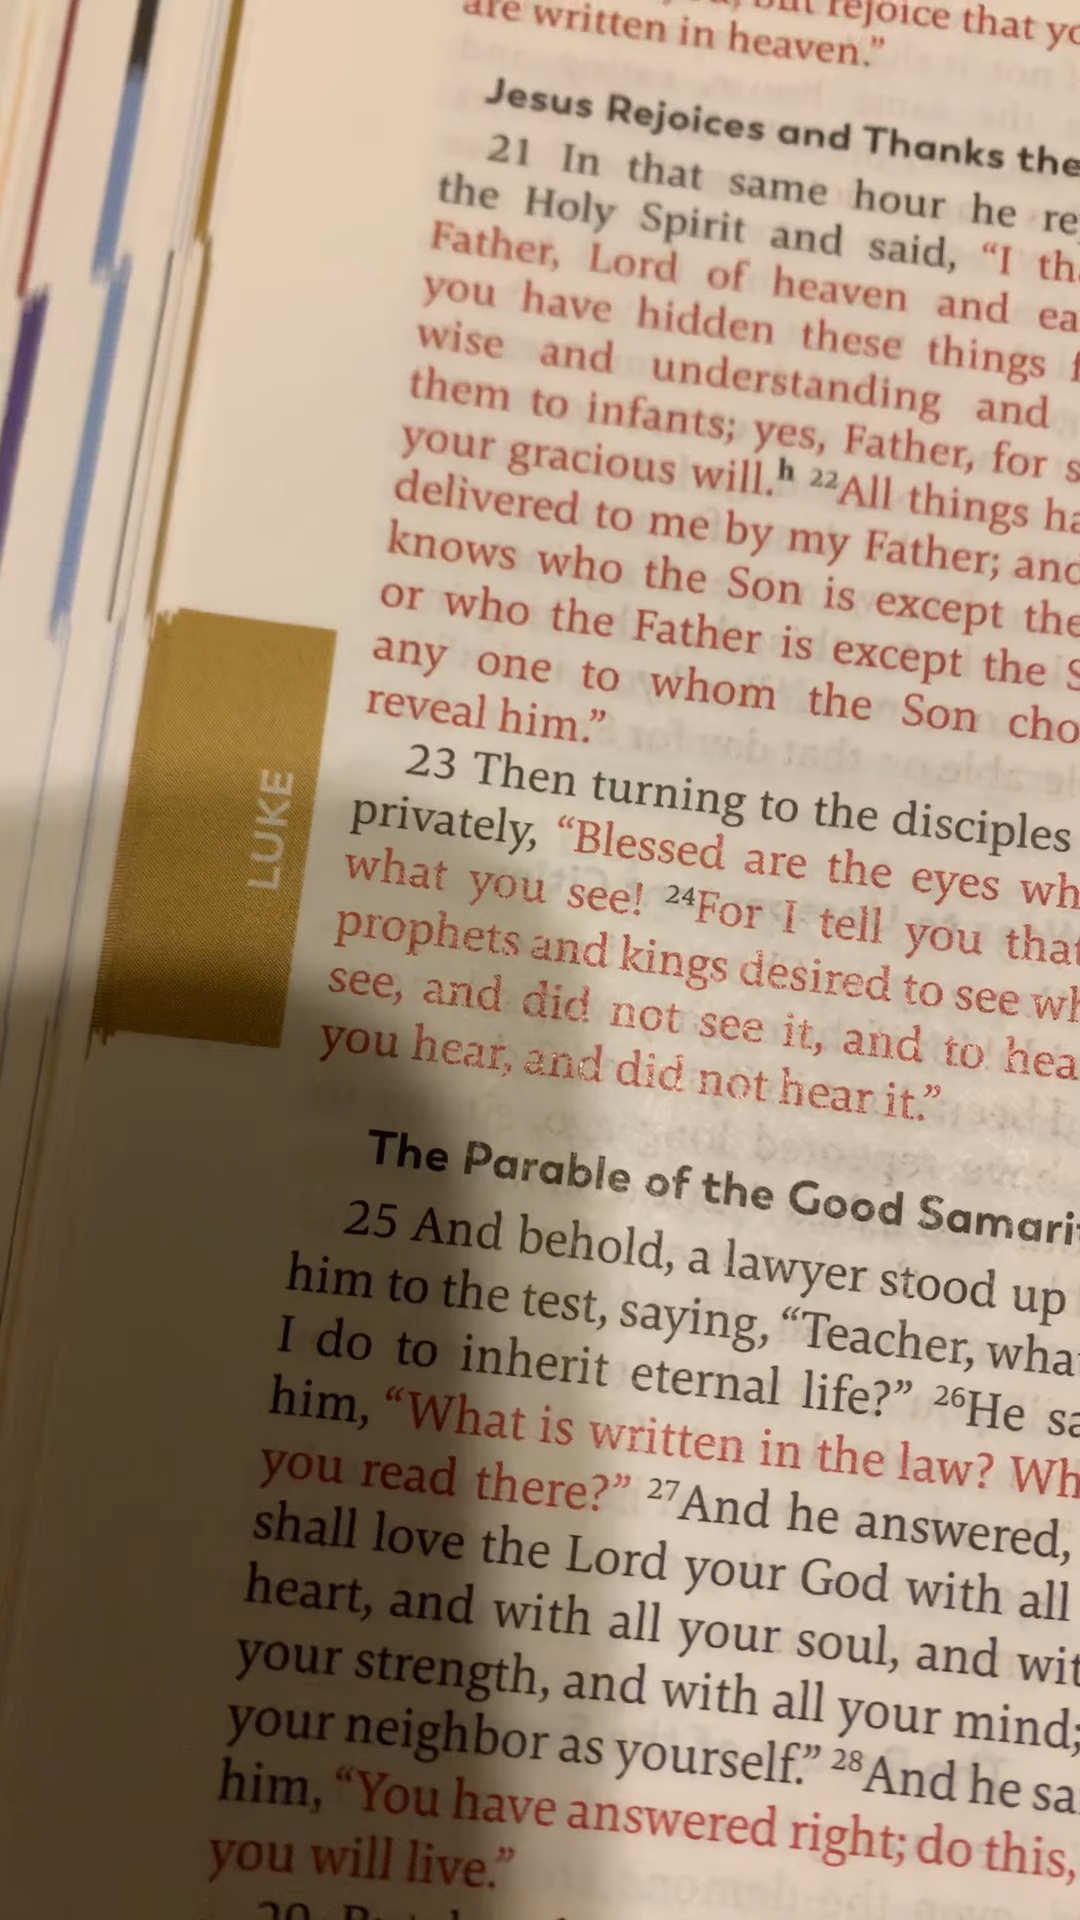 are written in heaven.”
Jesus Rejoices and Thanks the
21 In that same hour he re
the Holy Spirit and said, “I th
Father, Lord of heaven and ea
you have hidden these things f
wise and understanding and
them to infants; yes, Father, for s
your gracious will.h 22All things ha
delivered to me by my Father; and
knows who the Son is except the
or who the Father is except the S
any one to whom the Son cho
reveal him.”
23 Then turning to the disciples
privately, “Blessed are the eyes wh
what you see! 24For I tell you that
prophets and kings desired to see wh
see, and did not see it, and to hea
you hear, and did not hear it.”
LUKE
The Parable of the Good Samarit
25 And behold, a lawyer stood up
him to the test, saying, “Teacher, what
I do to inherit eternal life?” 26He sa
him, “What is written in the law? Wh
you read there?” 27And he answered,
shall love the Lord your God with all
heart, and with all your soul, and wit
your strength, and with all your mind;
your neighbor as yourself.” 28And he sa
him, “You have answered right; do this,
you will live.”